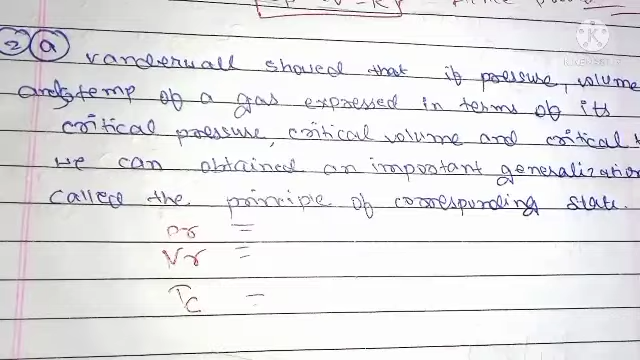 2 a vanderwall showed that if pressure, volume
and temp of a gas expressed in terms of its
critical pressure, critical volume and critical t
we can obtained an important generalization
called the principle of corresponding state.
Pr =
Vr =
Tc =
K